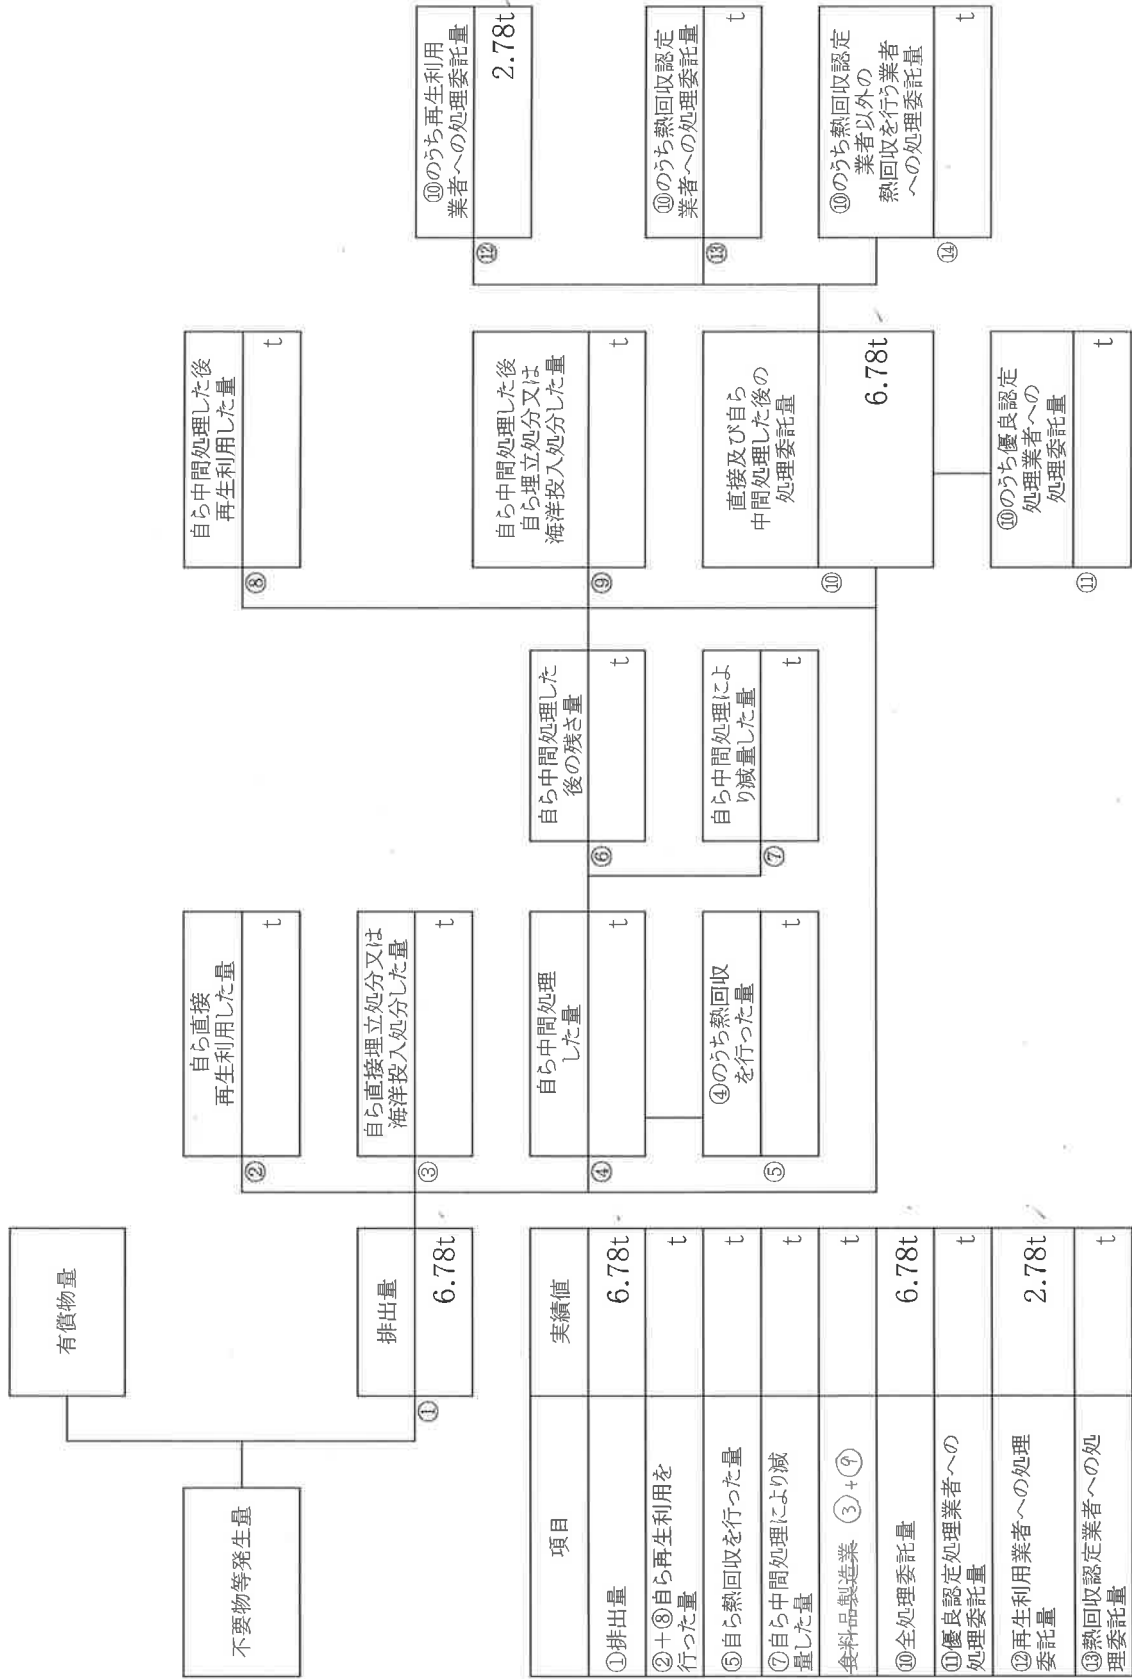 不要物等発生量
有償物量
①
排出量
6.78t
②
自ら直接
再生利用した量
t
③
自ら直接埋立処分又は
海洋投入処分した量
t
④
自ら中間処理
した量
t
⑤
④のうち熱回収
を行った量
t
⑥
自ら中間処理した
後の残さ量
t
⑦
自ら中間処理によ
り減量した量
t
⑧
自ら中間処理した後
再生利用した量
t
⑨
自ら中間処理した後
自ら埋立処分又は
海洋投入処分した量
t
⑩
直接及び自ら
中間処理した後の
処理委託量
6.78t
⑪
⑩のうち優良認定
処理業者への
処理委託量
t
⑫
⑩のうち再生利用
業者への処理委託量
2.78t
⑬
⑩のうち熱回収認定
業者への処理委託量
t
⑭
⑩のうち熱回収認定
業者以外の
熱回収を行う業者
への処理委託量
t
項目 実績値
①排出量 6.78t
②+⑧自ら再生利用を
行った量 t
⑤自ら熱回収を行った量 t
⑦自ら中間処理により減
量した量 t
食料品製造業 ③+⑨ t
⑩全処理委託量 6.78t
⑪優良認定処理業者への
処理委託量 t
⑫再生利用業者への処理
委託量 2.78t
⑬熱回収認定業者への処
理委託量 t